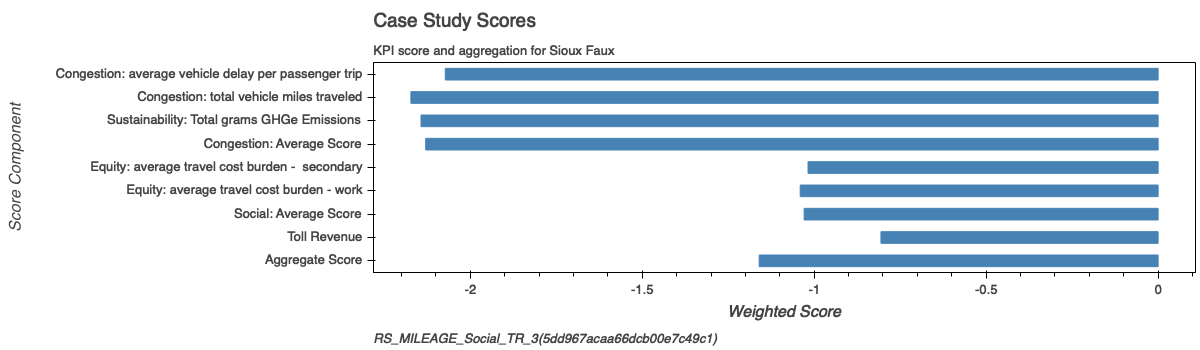 Case Study Scores
KPI score and aggregation for Sioux Faux
Score Component
Congestion: average vehicle delay per passenger trip
Congestion: total vehicle miles traveled
Sustainability: Total grams GHGe Emissions
Congestion: Average Score
Equity: average travel cost burden -  secondary
Equity: average travel cost burden - work
Social: Average Score
Toll Revenue
Aggregate Score
-2 -1.5 -1 -0.5 0
Weighted Score
RS_MILEAGE_Social_TR_3(5dd967acaa66dcb00e7c49c1)